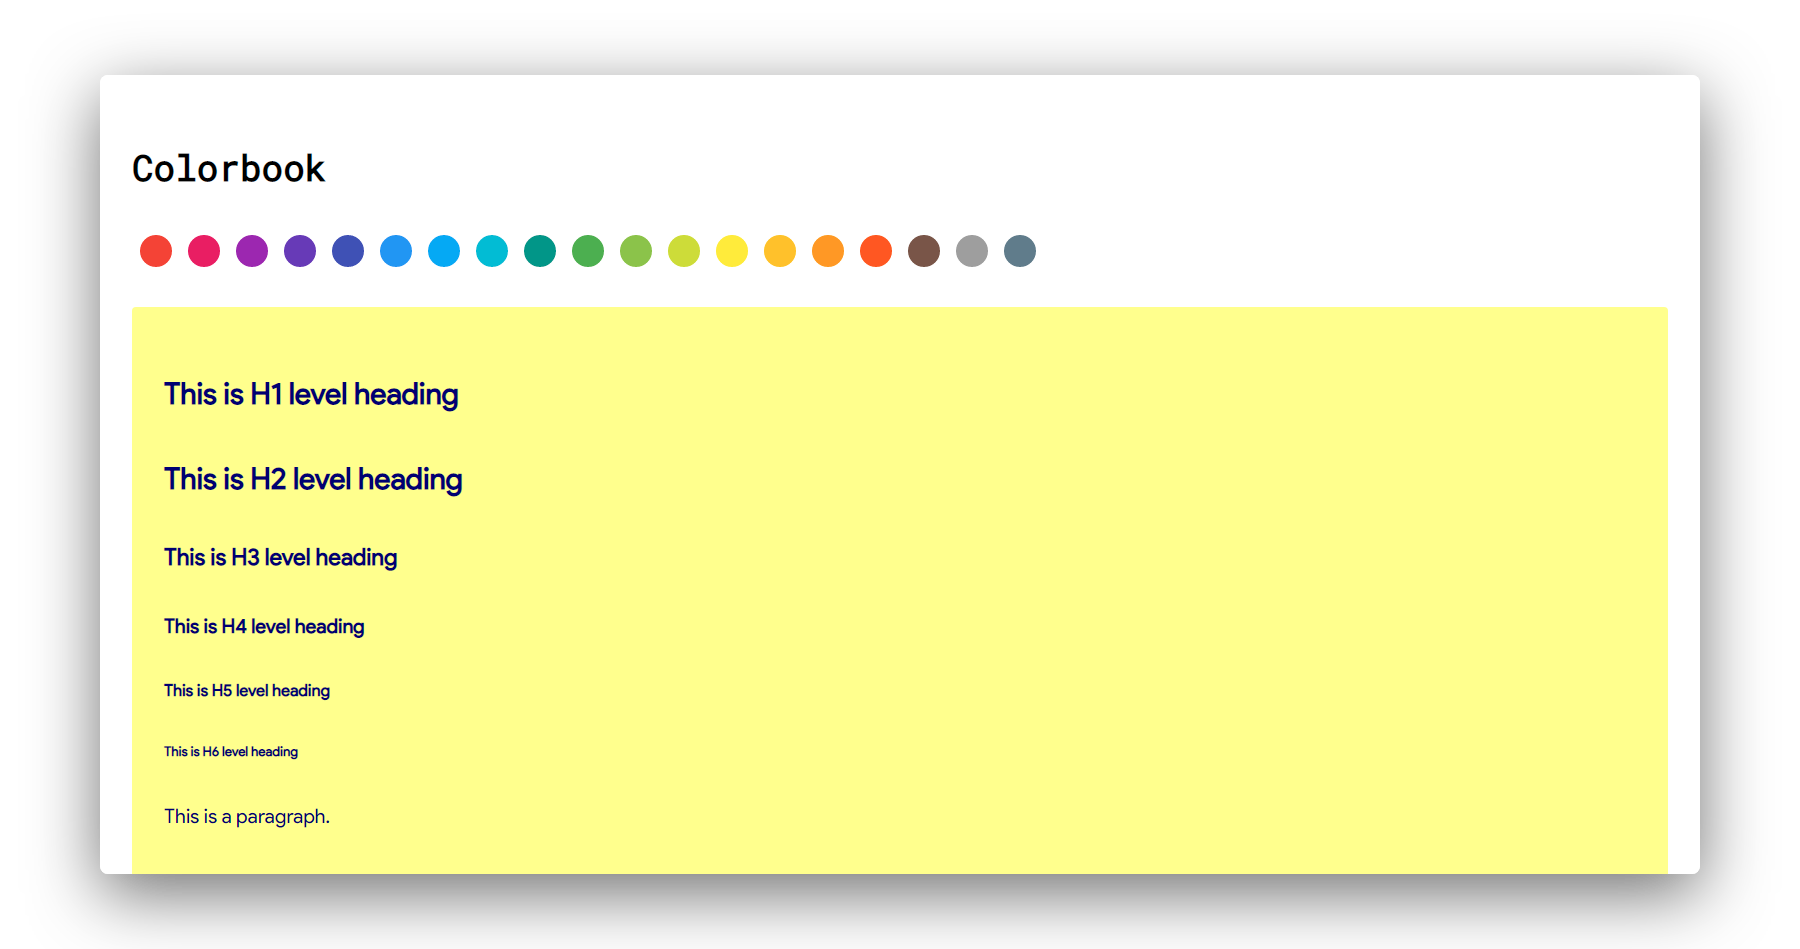 Colorbook
This is H1 level heading
This is H2 level heading
This is H3 level heading
This is H4 level heading
This is H5 level heading
This is H6 level heading
This is a paragraph.